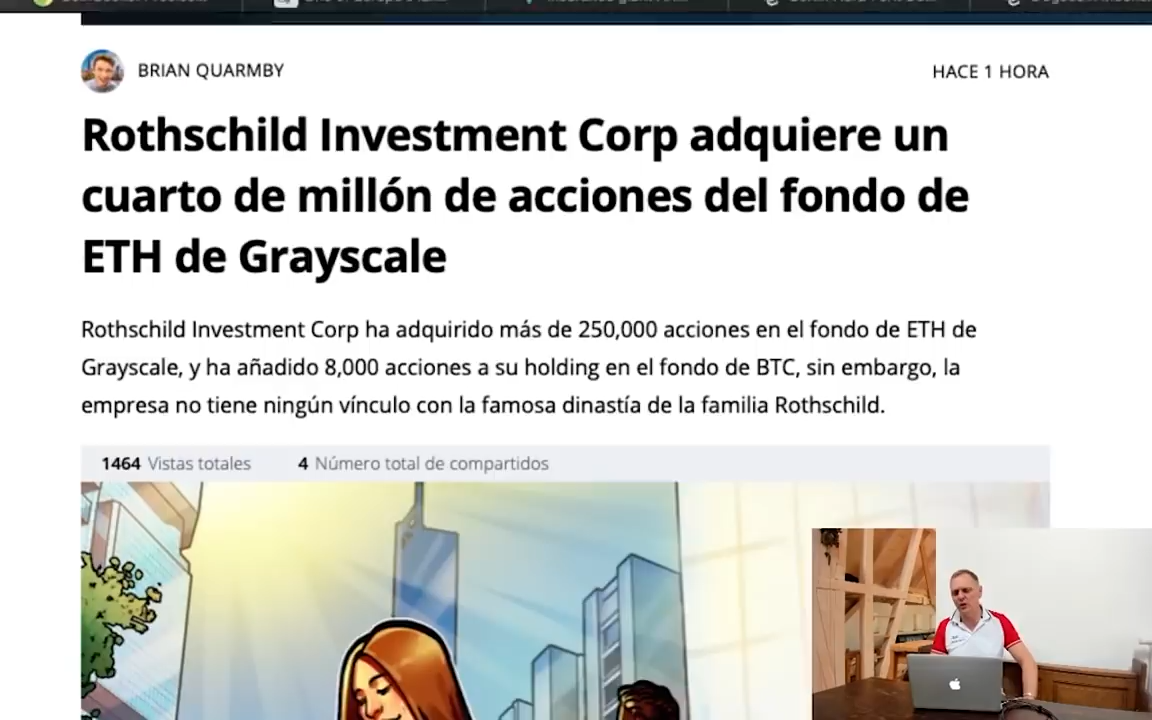 BRIAN QUARMBY
HACE 1 HORA
Rothschild Investment Corp adquiere un
cuarto de millón de acciones del fondo de
ETH de Grayscale
Rothschild Investment Corp ha adquirido más de 250,000 acciones en el fondo de ETH de
Grayscale, y ha añadido 8,000 acciones a su holding en el fondo de BTC, sin embargo, la
empresa no tiene ningún vínculo con la famosa dinastía de la familia Rothschild.
1464 Vistas totales
4 Número total de compartidos